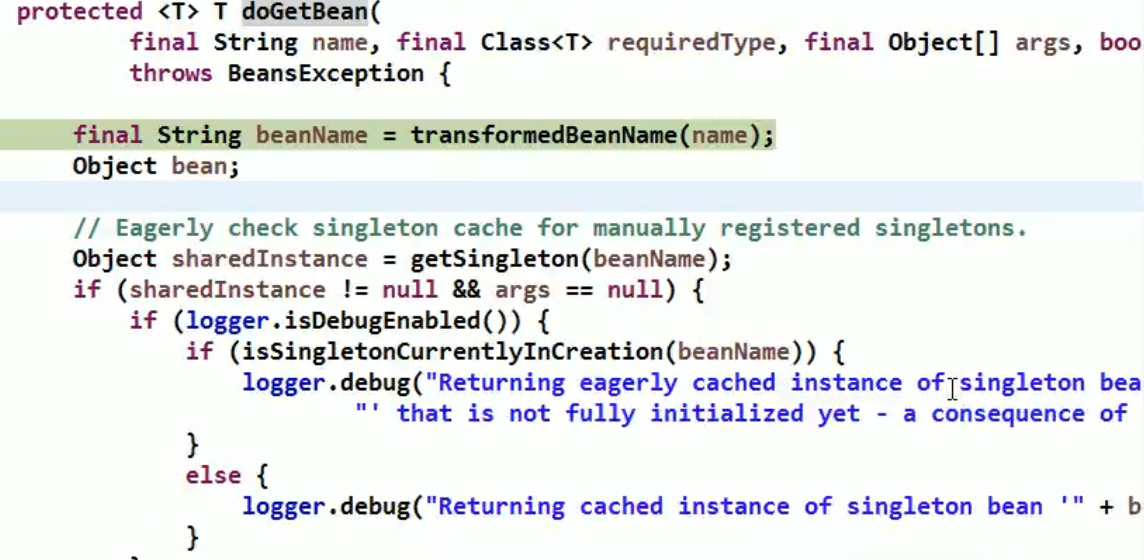 protected <T> T doGetBean(
final String name, final Class<T> requiredType, final Object[] args, boo
throws BeansException {
final String beanName = transformedBeanName(name);
Object bean;
// Eagerly check singleton cache for manually registered singletons.
Object sharedInstance = getSingleton(beanName);
if (sharedInstance != null && args == null) {
if (logger.isDebugEnabled()) {
if (isSingletonCurrentlyInCreation(beanName)) {
logger.debug("Returning eagerly cached instance of singleton bea
"' that is not fully initialized yet - a consequence of
}
else {
logger.debug("Returning cached instance of singleton bean '" + b
}